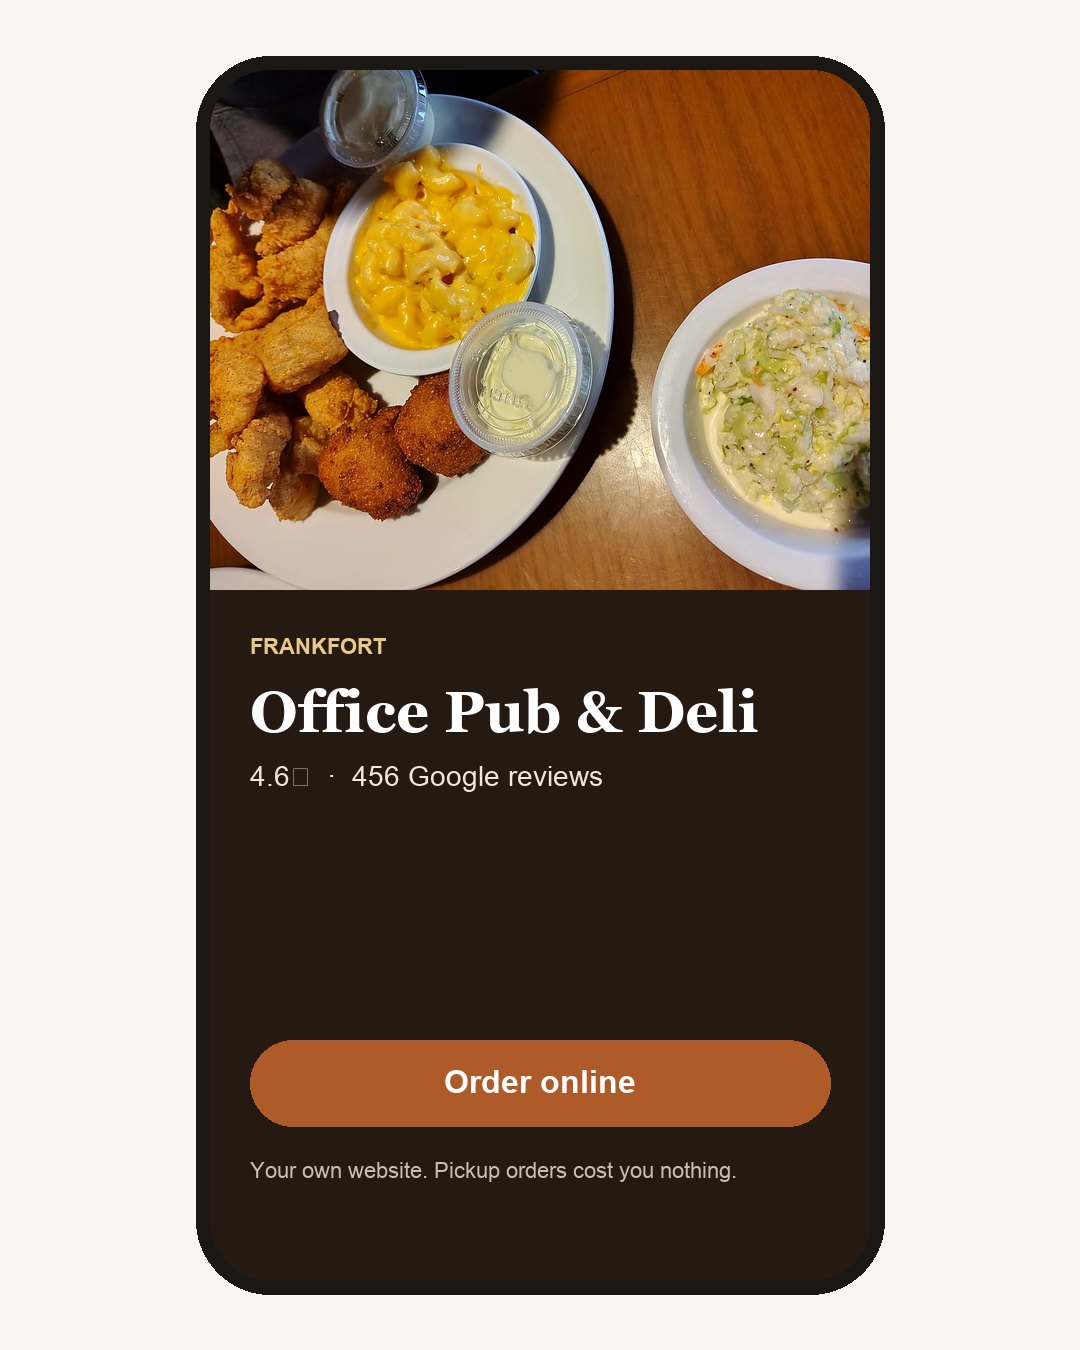 FRANKFORT
Office Pub & Deli
4.6□ · 456 Google reviews
Order online
Your own website. Pickup orders cost you nothing.